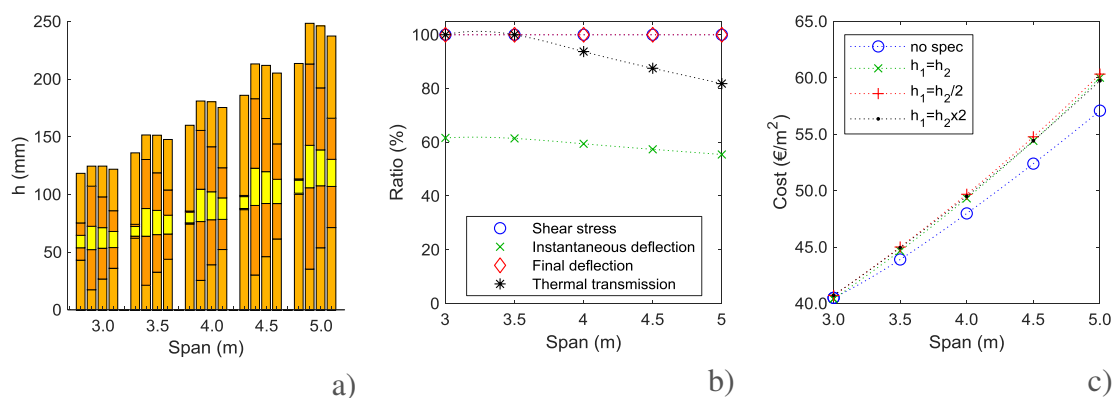 250
200
150
100
50
0
h (mm)
3.0 3.5 4.0 4.5 5.0
Span (m)
a)
100
80
60
40
20
0
Ratio (%)
Shear stress
Instantaneous deflection
Final deflection
Thermal transmission
3 3.5 4 4.5 5
Span (m)
b)
65.0
60.0
55.0
50.0
45.0
40.0
Cost (€/m²)
no spec
h₁=h₂
h₁=h₂/2
h₁=h₂x2
3.0 3.5 4.0 4.5 5.0
Span (m)
c)